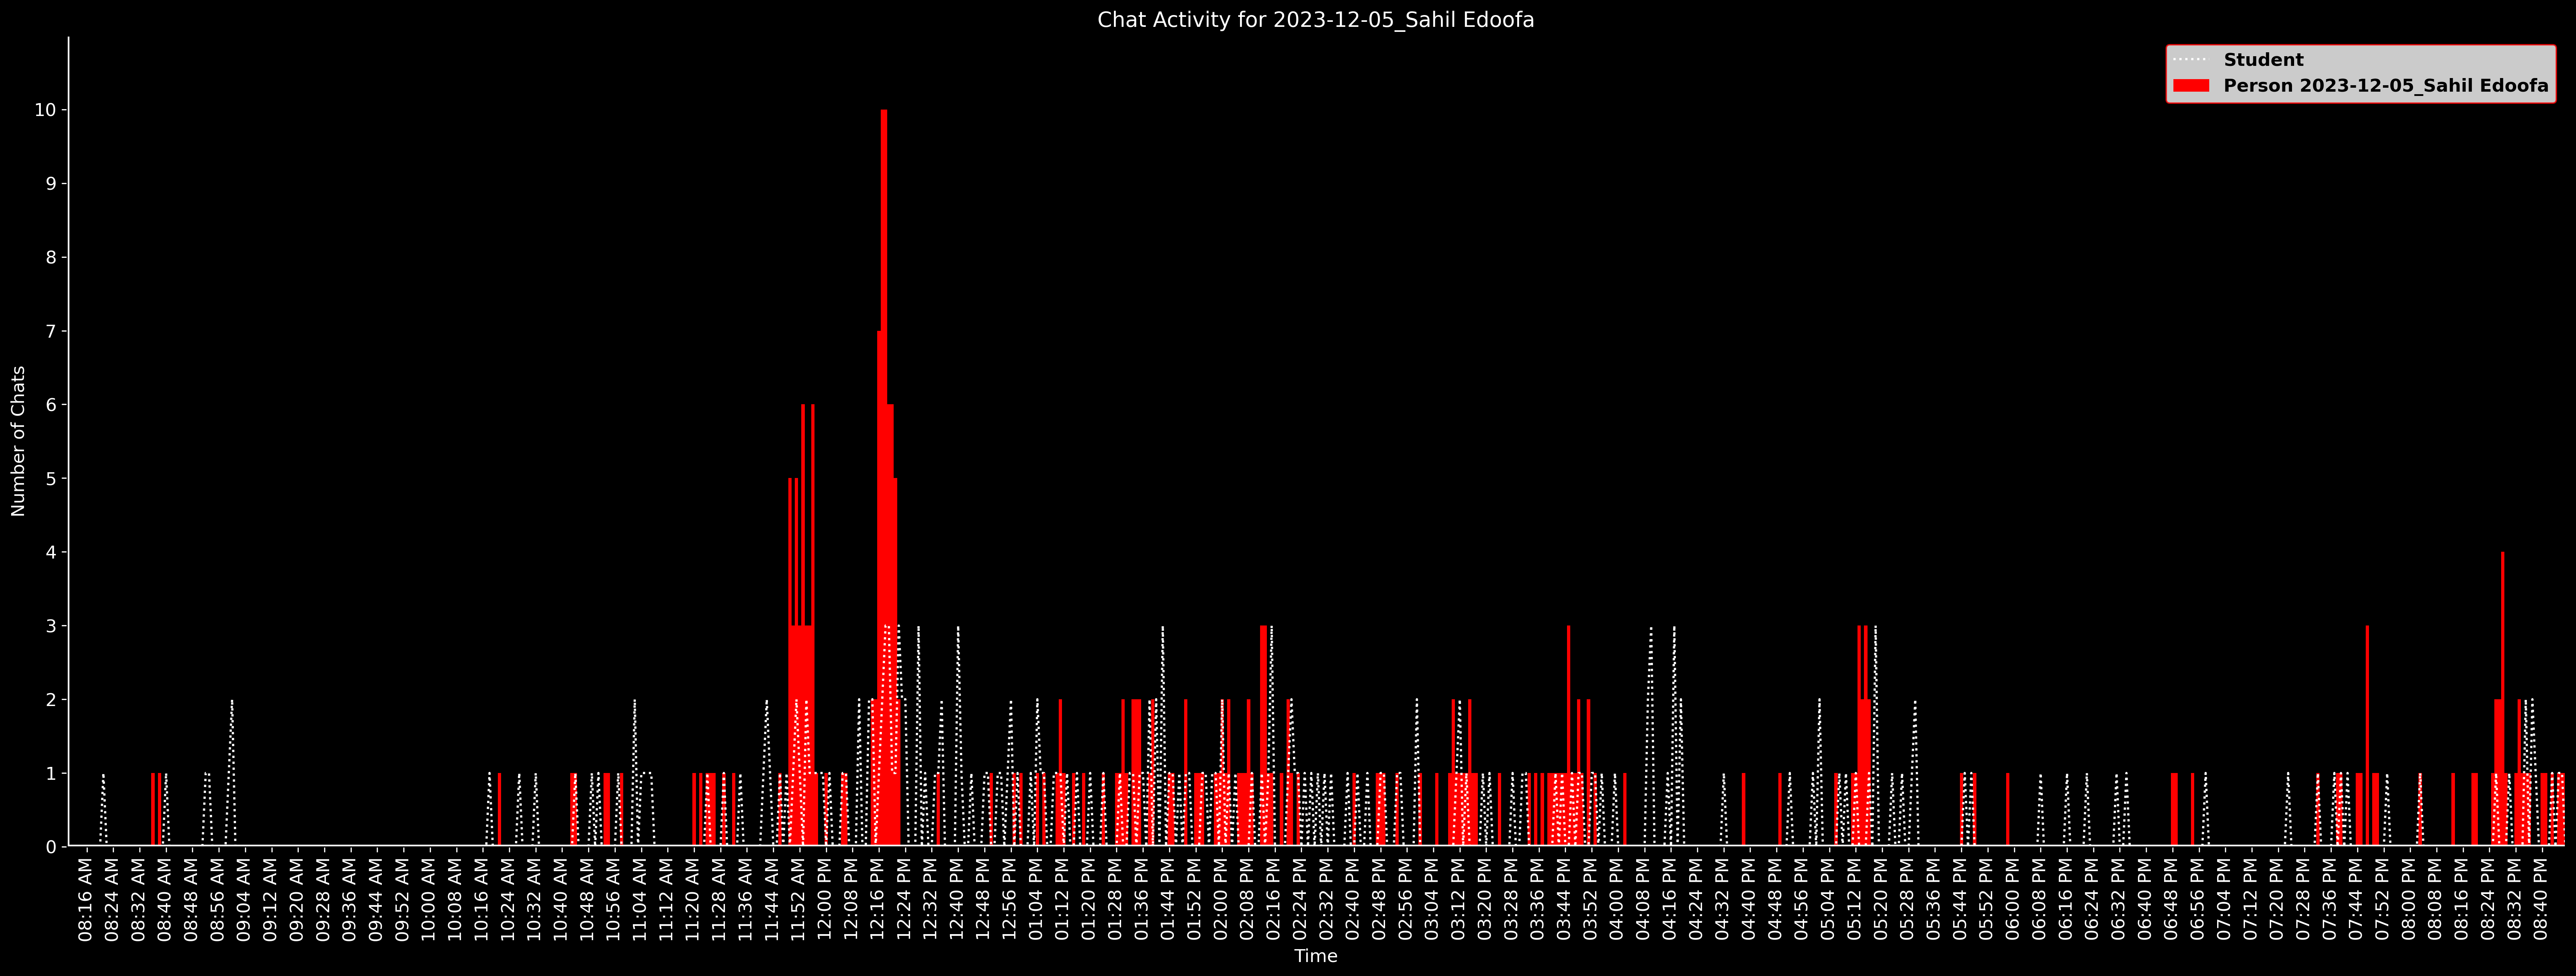 Chat Activity for 2023-12-05_Sahil Edoofa
Student
Person 2023-12-05_Sahil Edoofa
Number of Chats
10
9
8
7
6
5
4
3
2
1
0
08:16 AM
08:24 AM
08:32 AM
08:40 AM
08:48 AM
08:56 AM
09:04 AM
09:12 AM
09:20 AM
09:28 AM
09:36 AM
09:44 AM
09:52 AM
10:00 AM
10:08 AM
10:16 AM
10:24 AM
10:32 AM
10:40 AM
10:48 AM
10:56 AM
11:04 AM
11:12 AM
11:20 AM
11:28 AM
11:36 AM
11:44 AM
11:52 AM
12:00 PM
12:08 PM
12:16 PM
12:24 PM
12:32 PM
12:40 PM
12:48 PM
12:56 PM
01:04 PM
01:12 PM
01:20 PM
01:28 PM
01:36 PM
01:44 PM
01:52 PM
02:00 PM
02:08 PM
02:16 PM
02:24 PM
02:32 PM
02:40 PM
02:48 PM
02:56 PM
03:04 PM
03:12 PM
03:20 PM
03:28 PM
03:36 PM
03:44 PM
03:52 PM
04:00 PM
04:08 PM
04:16 PM
04:24 PM
04:32 PM
04:40 PM
04:48 PM
04:56 PM
05:04 PM
05:12 PM
05:20 PM
05:28 PM
05:36 PM
05:44 PM
05:52 PM
06:00 PM
06:08 PM
06:16 PM
06:24 PM
06:32 PM
06:40 PM
06:48 PM
06:56 PM
07:04 PM
07:12 PM
07:20 PM
07:28 PM
07:36 PM
07:44 PM
07:52 PM
08:00 PM
08:08 PM
08:16 PM
08:24 PM
08:32 PM
08:40 PM
Time